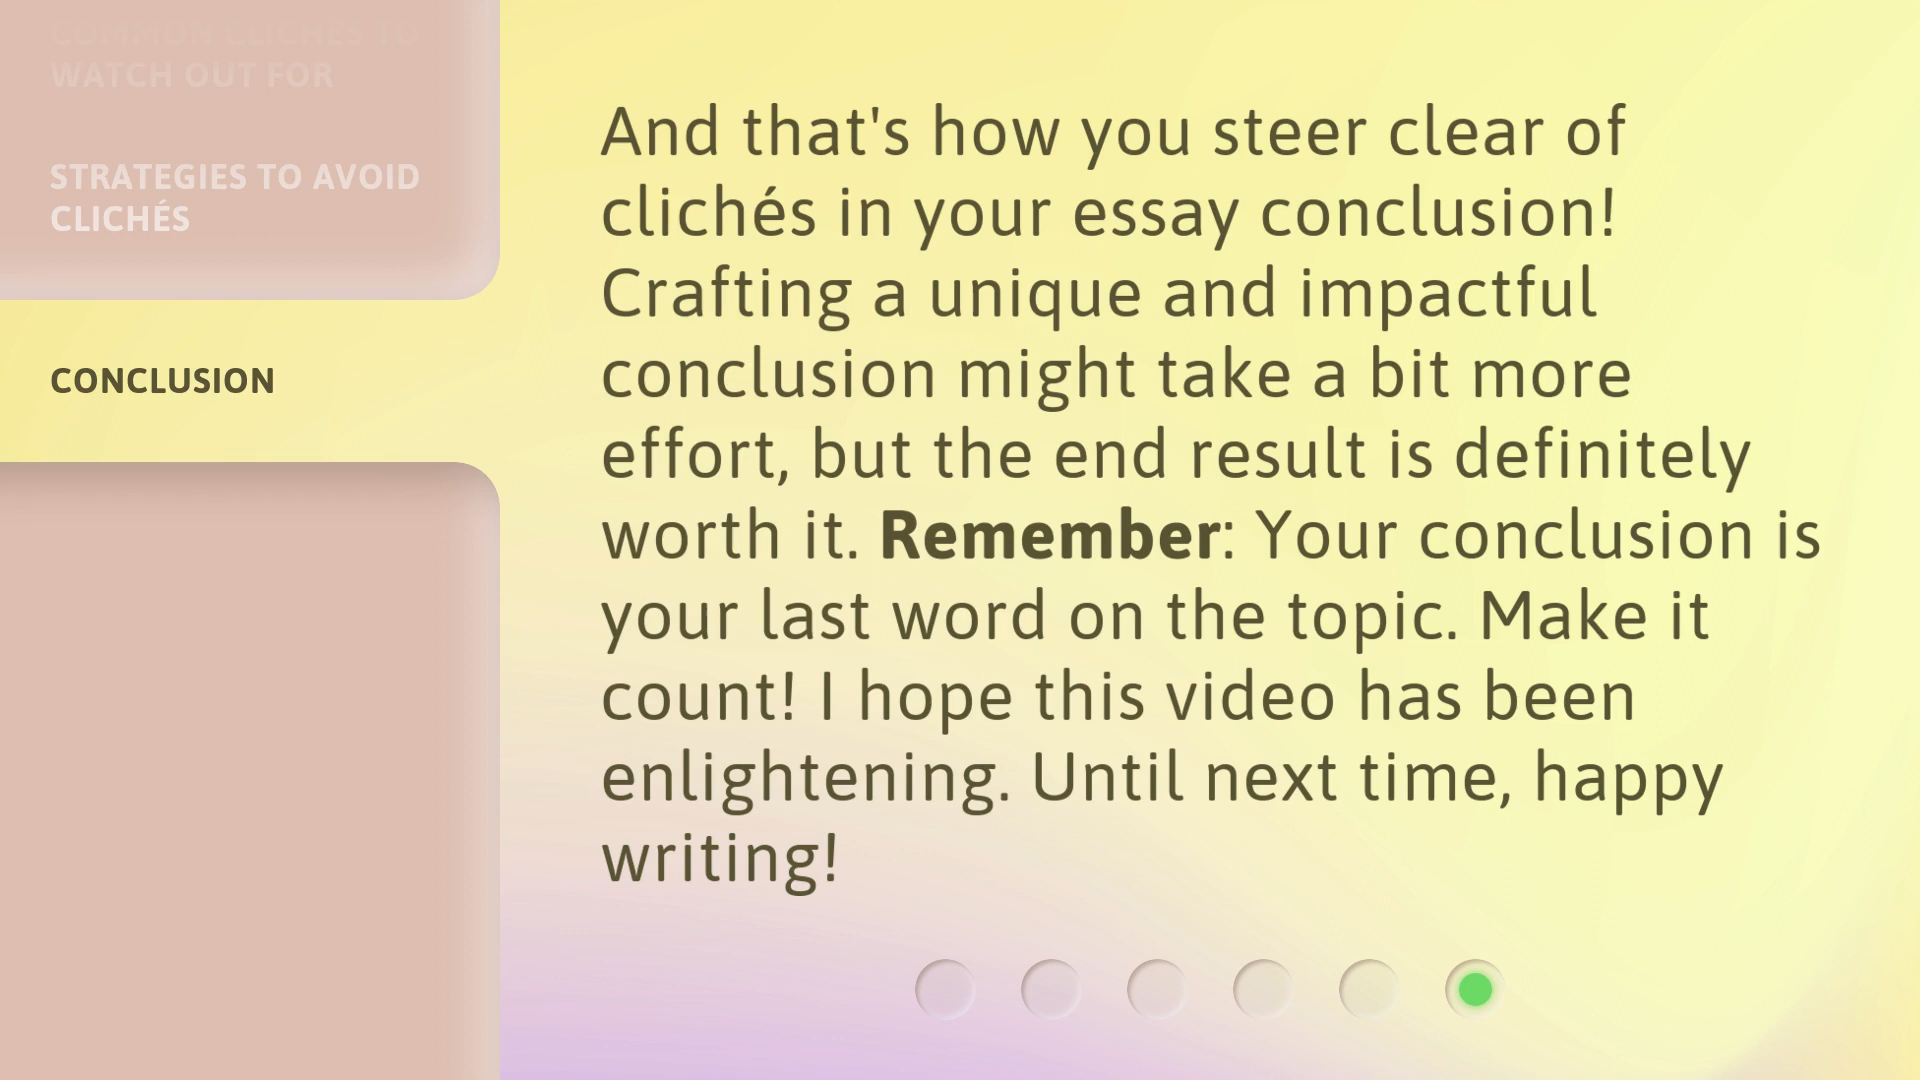 COMMON CLICHÉS TO
WATCH OUT FOR
STRATEGIES TO AVOID
CLICHÉS
CONCLUSION
And that's how you steer clear of
clichés in your essay conclusion!
Crafting a unique and impactful
conclusion might take a bit more
effort, but the end result is definitely
worth it. Remember: Your conclusion is
your last word on the topic. Make it
count! I hope this video has been
enlightening. Until next time, happy
writing!